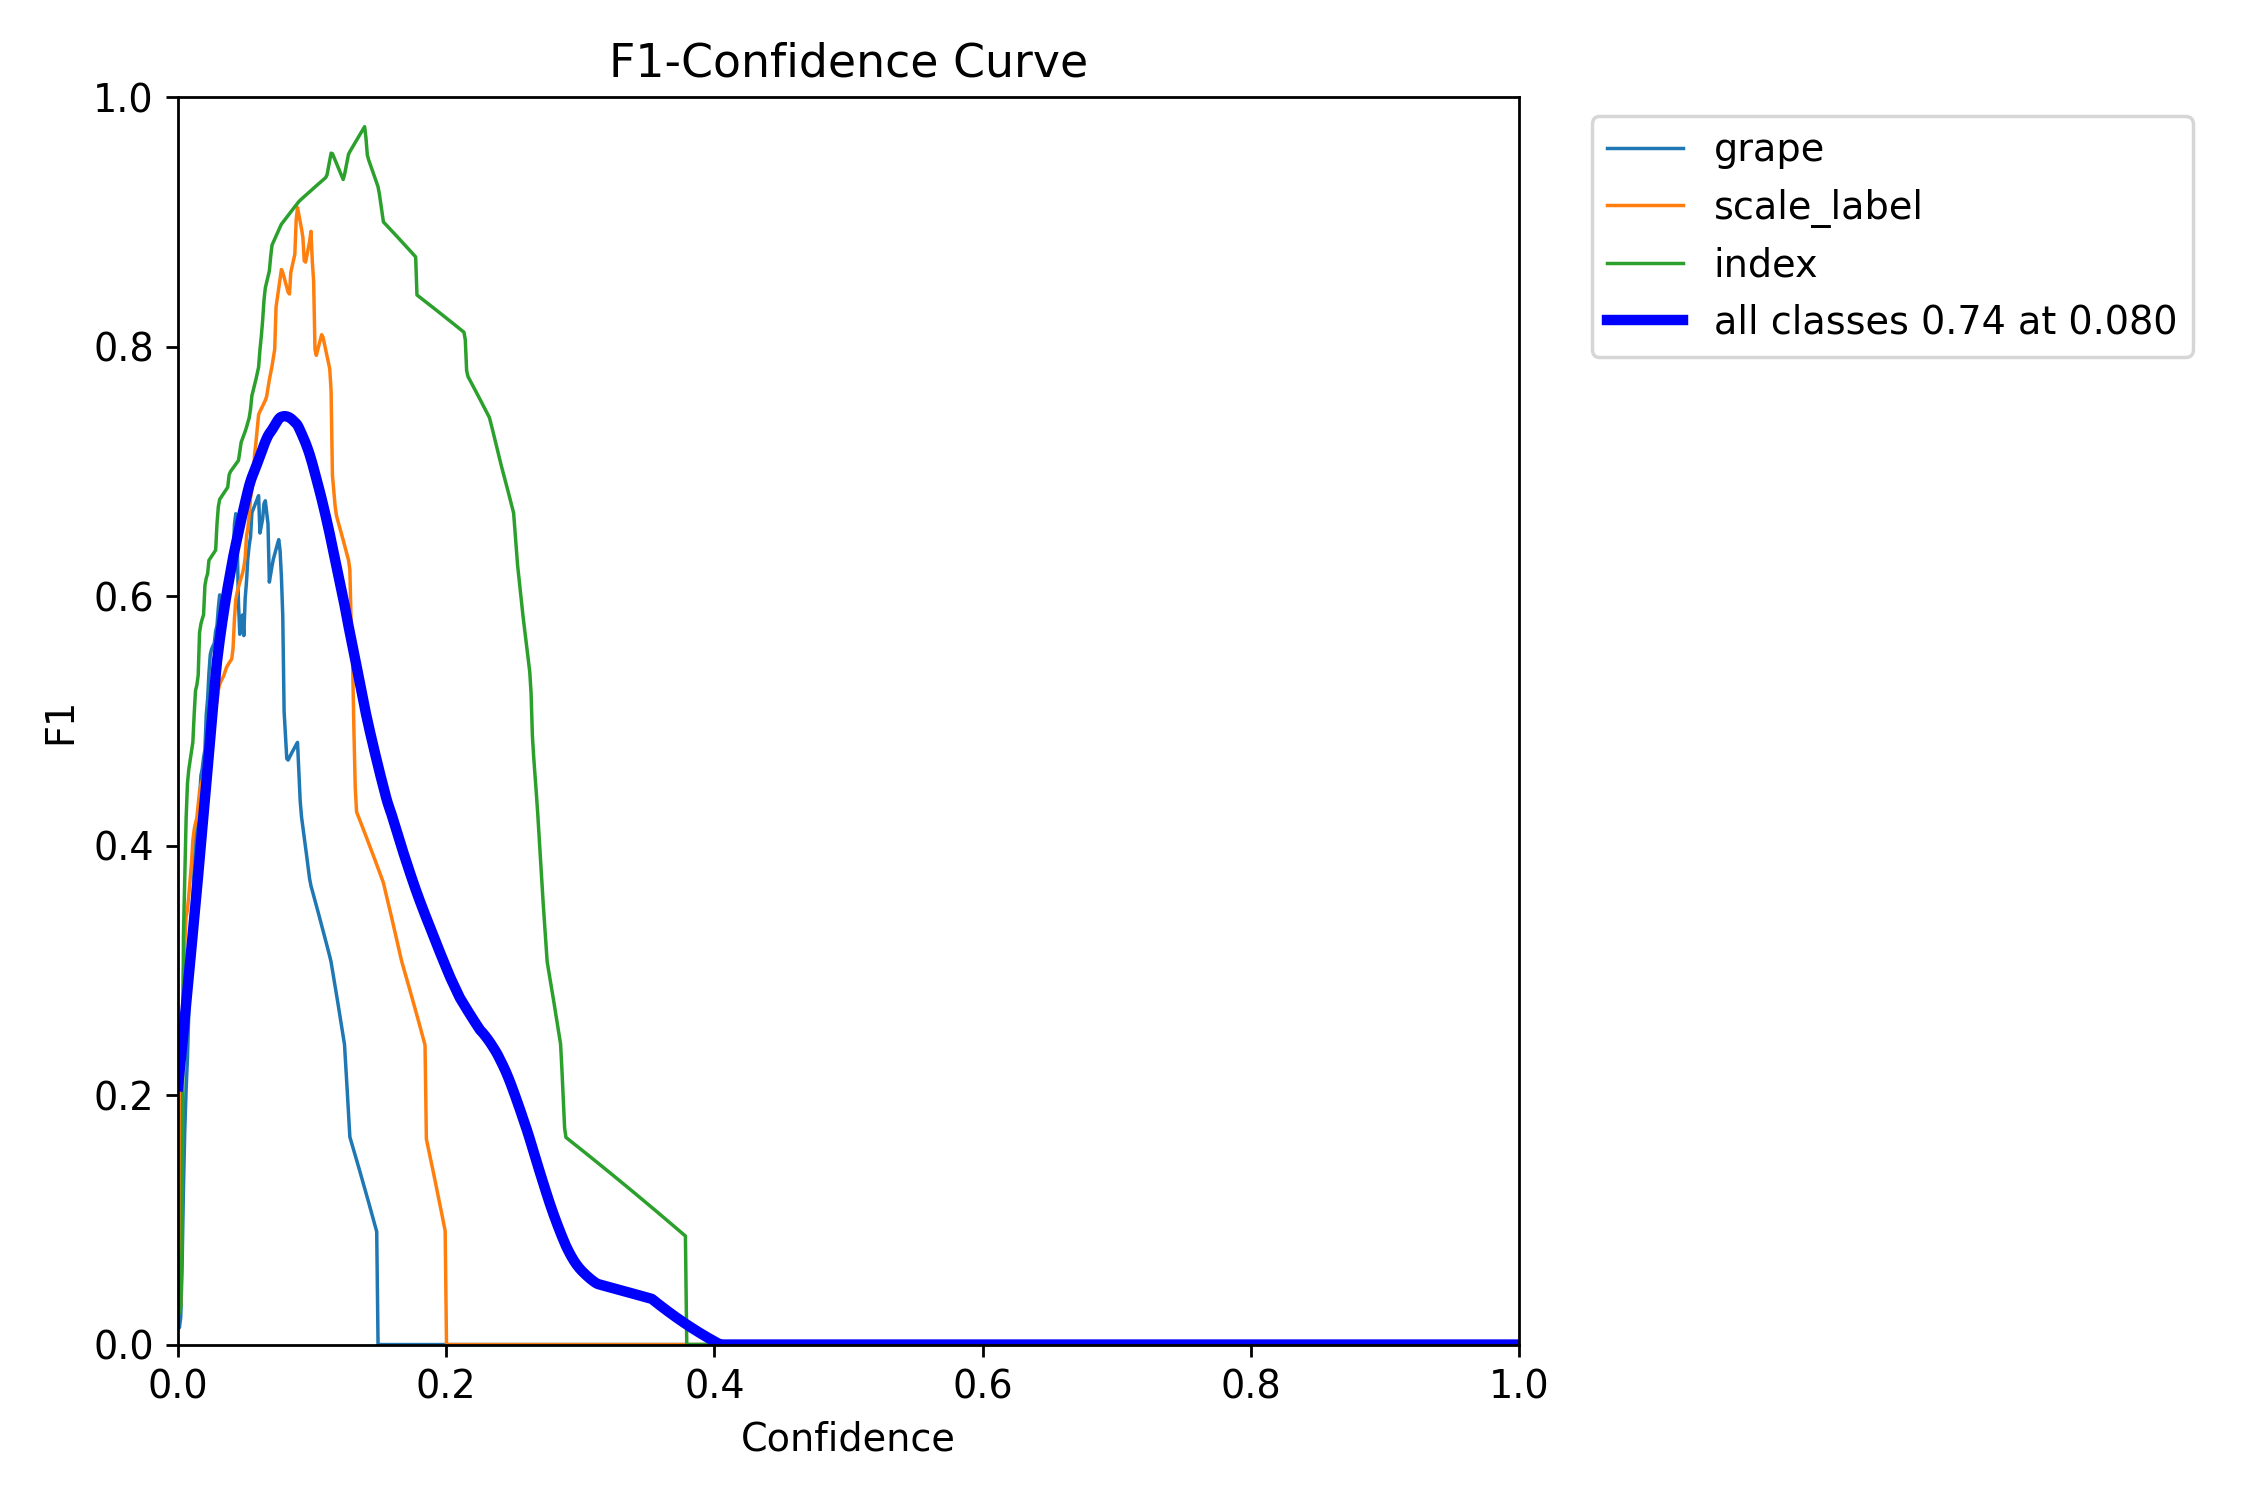 F1-Confidence Curve
1.0
0.8
0.6
0.4
0.2
0.0
F1
0.0 0.2 0.4 0.6 0.8 1.0
Confidence
grape
scale_label
index
all classes 0.74 at 0.080